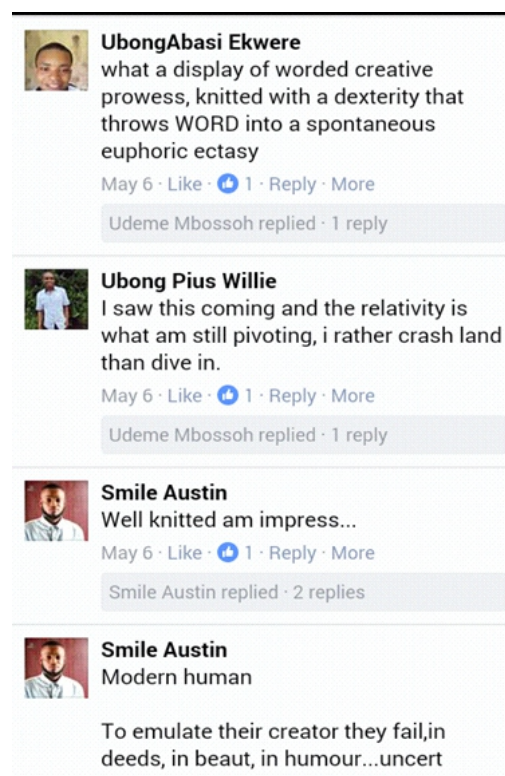 UbongAbasi Ekwere
what a display of worded creative
prowess, knitted with a dexterity that
throws WORD into a spontaneous
euphoric ectasy
May 6 · Like · 1 · Reply · More
Udeme Mbossoh replied · 1 reply
Ubong Pius Willie
I saw this coming and the relativity is
what am still pivoting, i rather crash land
than dive in.
May 6 · Like · 1 · Reply · More
Udeme Mbossoh replied · 1 reply
Smile Austin
Well knitted am impress...
May 6 · Like · 1 · Reply · More
Smile Austin replied · 2 replies
Smile Austin
Modern human
To emulate their creator they fail,in
deeds, in beaut, in humour...uncert